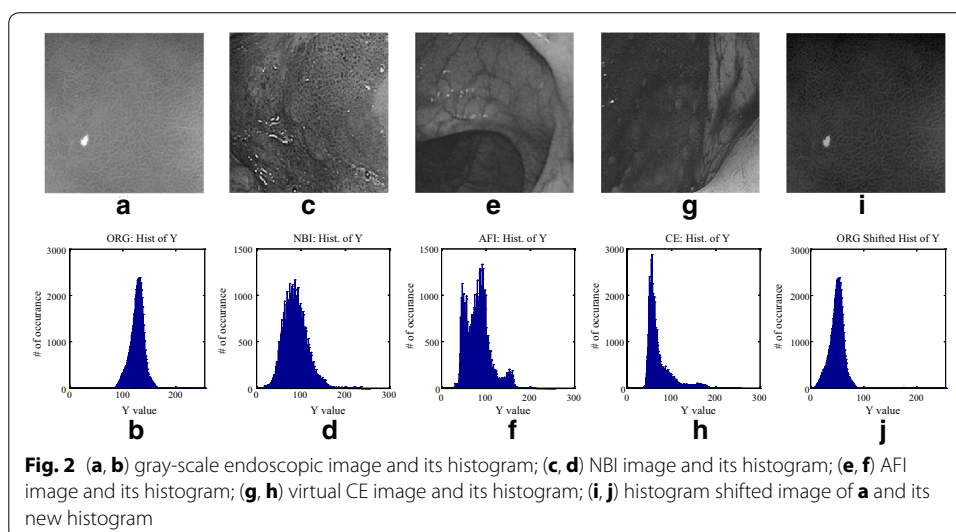 a
c
e
g
i
ORG: Hist of Y
3000
2000
1000
0
0 100 200
# of occurance
Y value
b
NBI: Hist. of Y
1500
1000
500
0
0 100 200 300
# of occurance
Y value
d
AFI: Hist. of Y
1500
1000
500
0
0 100 200 300
# of occurance
Y value
f
CE: Hist. of Y
3000
2000
1000
0
0 100 200 300
# of occurance
Y value
h
ORG Shifted Hist of Y
3000
2000
1000
0
0 100 200
# of occurance
Y value
j
Fig. 2 (a, b) gray-scale endoscopic image and its histogram; (c, d) NBI image and its histogram; (e, f) AFI
image and its histogram; (g, h) virtual CE image and its histogram; (i, j) histogram shifted image of a and its
new histogram